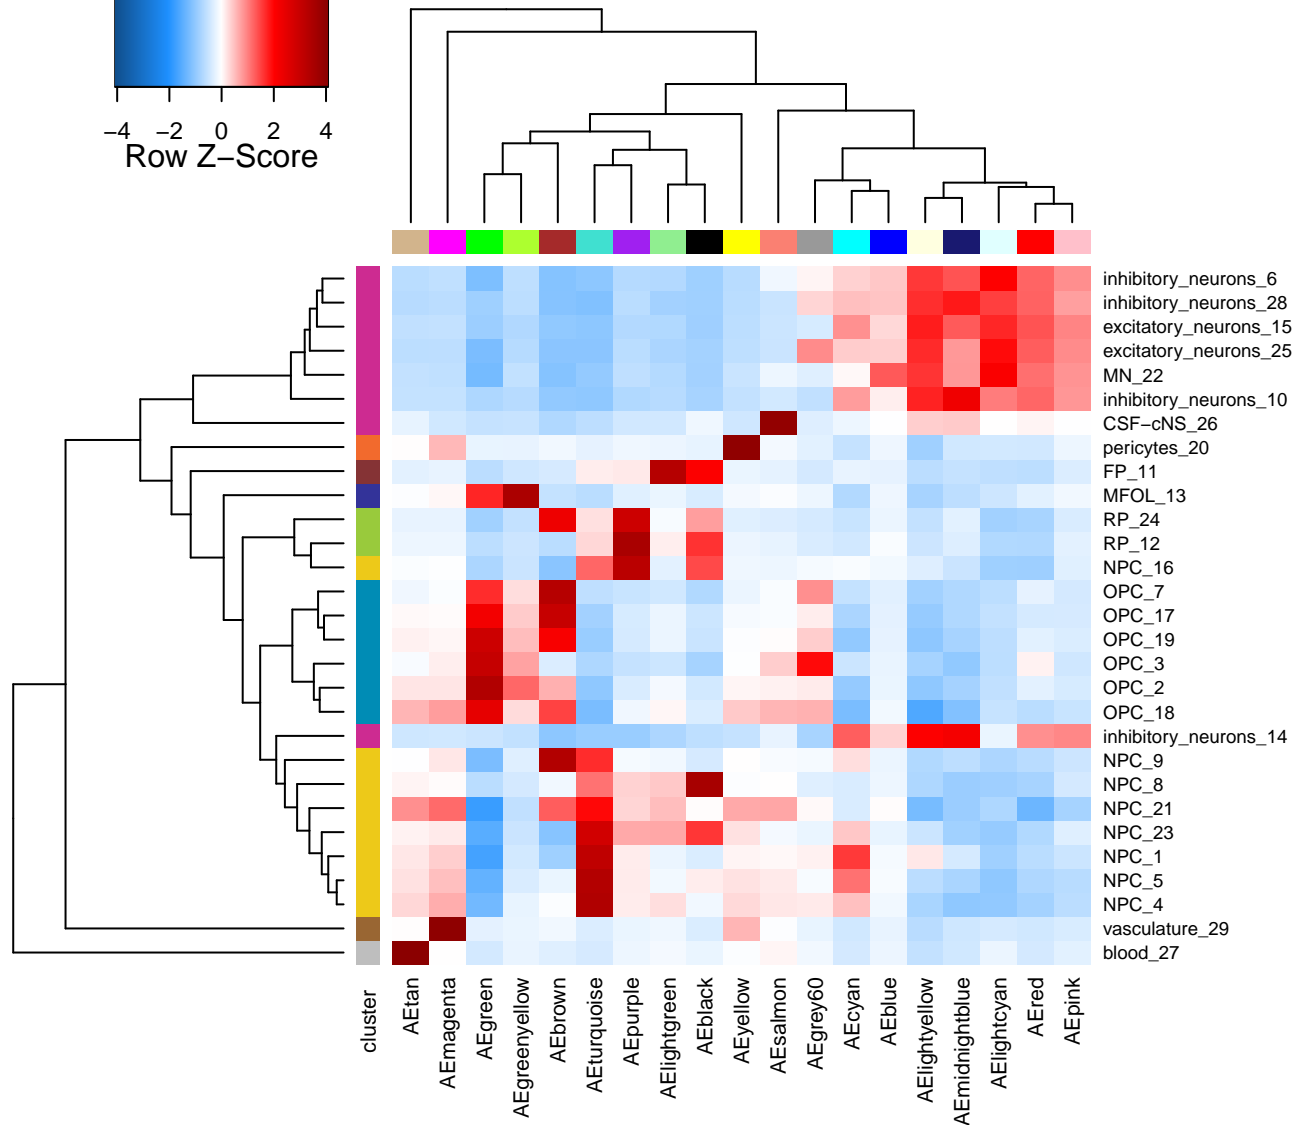 −4 −2 0 2 4
Row Z−Score
inhibitory_neurons_6
inhibitory_neurons_28
excitatory_neurons_15
excitatory_neurons_25
MN_22
inhibitory_neurons_10
CSF−cNS_26
pericytes_20
FP_11
MFOL_13
RP_24
RP_12
NPC_16
OPC_7
OPC_17
OPC_19
OPC_3
OPC_2
OPC_18
inhibitory_neurons_14
NPC_9
NPC_8
NPC_21
NPC_23
NPC_1
NPC_5
NPC_4
vasculature_29
blood_27
cluster
AEtan
AEmagenta
AEgreen
AEgreenyellow
AEbrown
AEturquoise
AEpurple
AElightgreen
AEblack
AEyellow
AEsalmon
AEgrey60
AEcyan
AEblue
AElightyellow
AEmidnightblue
AElightcyan
AEred
AEpink